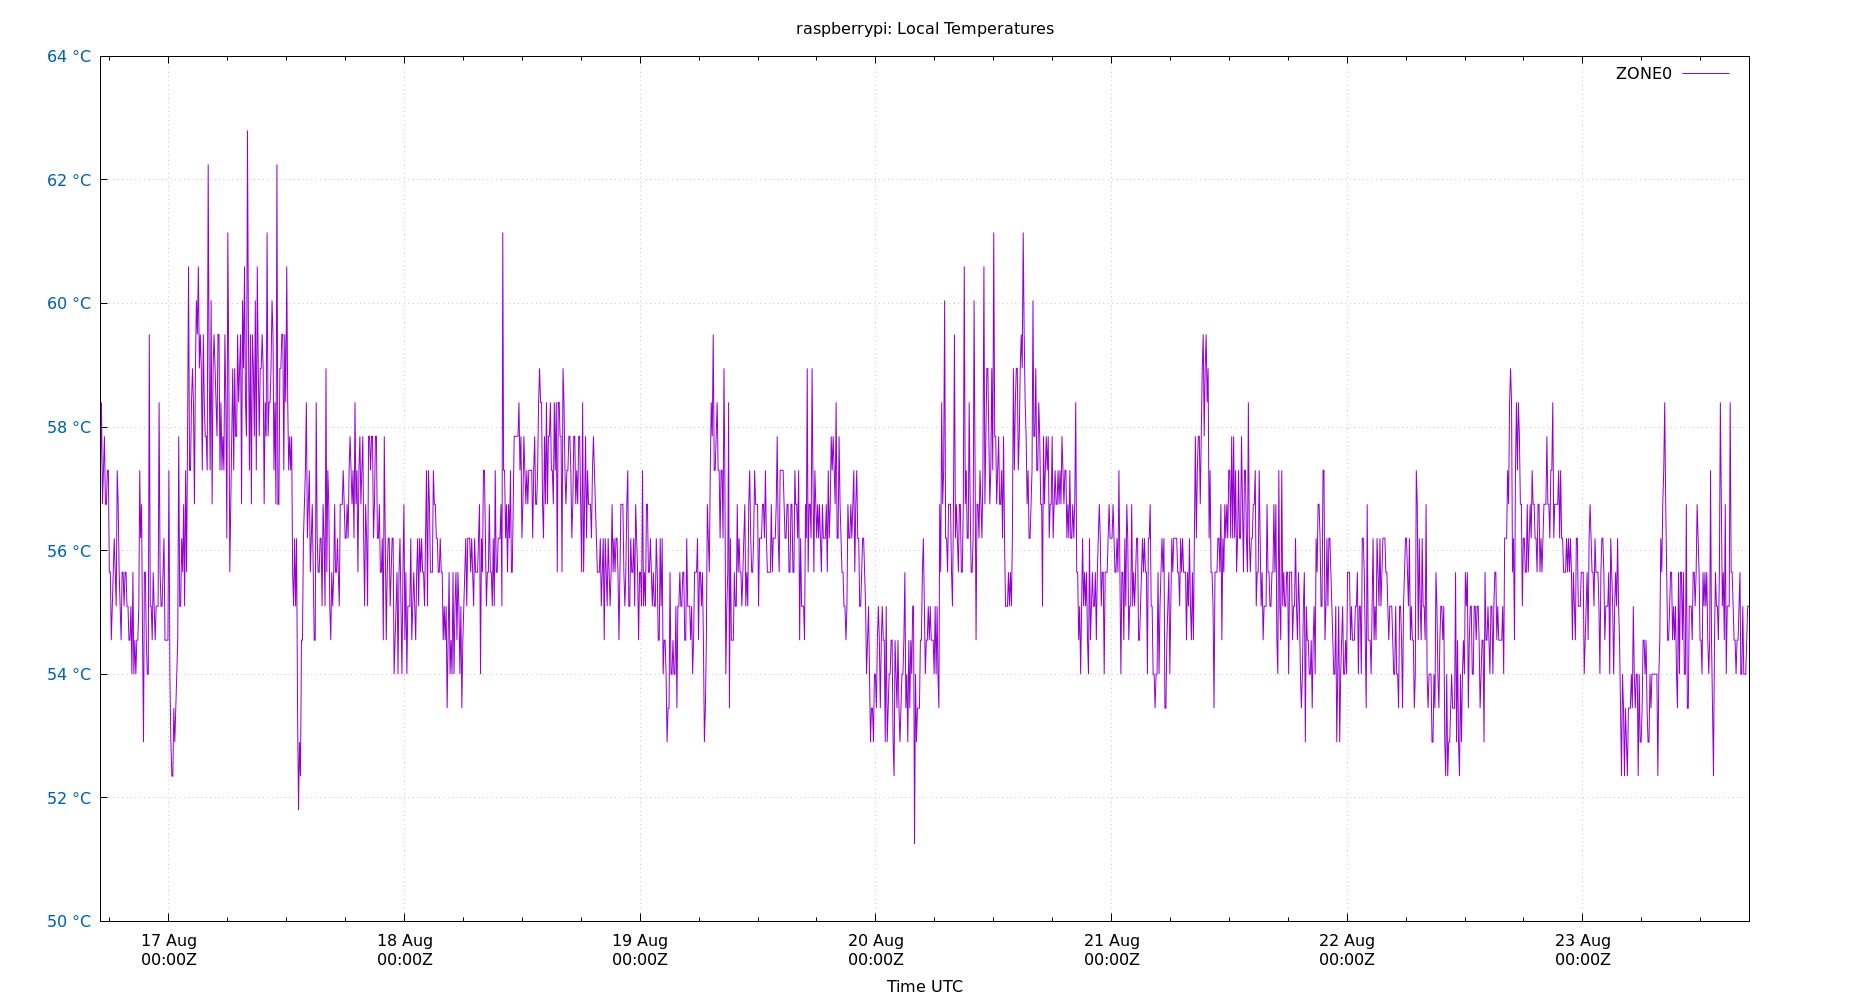 raspberrypi: Local Temperatures
64 °C
ZONE0
62 °C
60 °C
58 °C
56 °C
54 °C
52 °C
50 °C
17 Aug 18 Aug 19 Aug 20 Aug 21 Aug 22 Aug 23 Aug
00:00Z 00:00Z 00:00Z 00:00Z 00:00Z 00:00Z 00:00Z
Time UTC